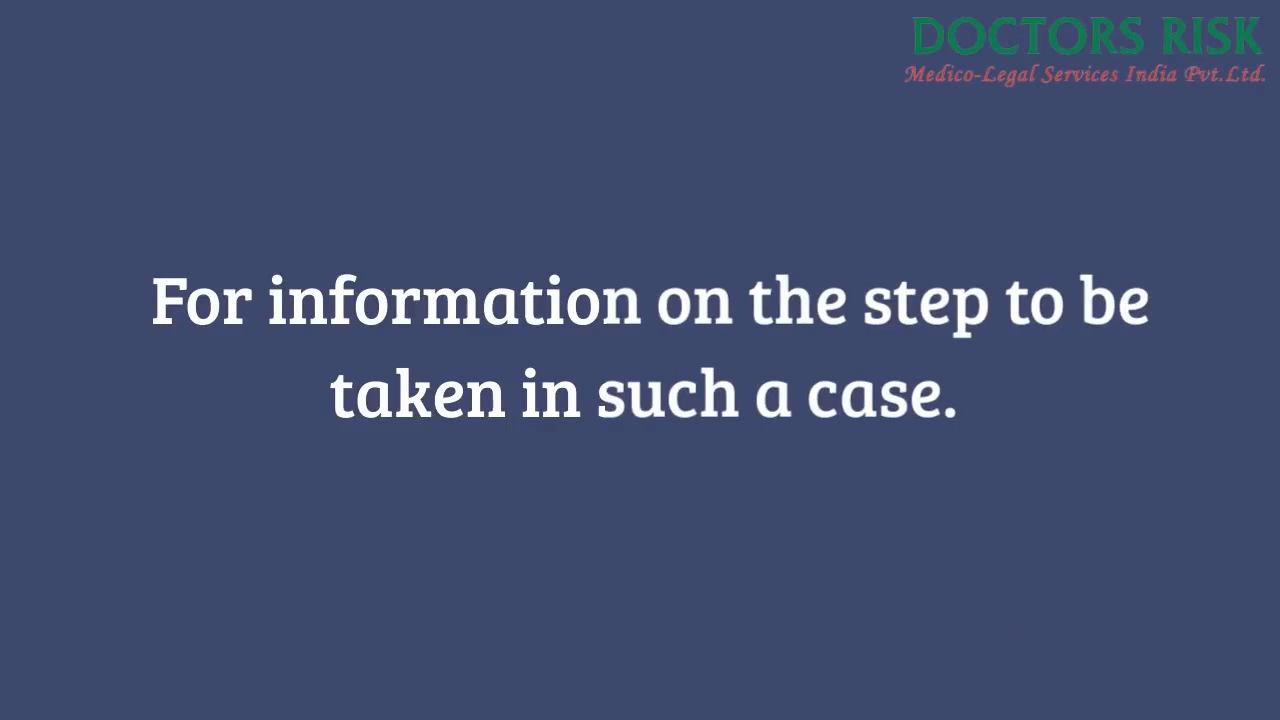 DOCTORS RISK
Medico-Legal Services India Pvt.Ltd.
For information on the step to be
taken in such a case.